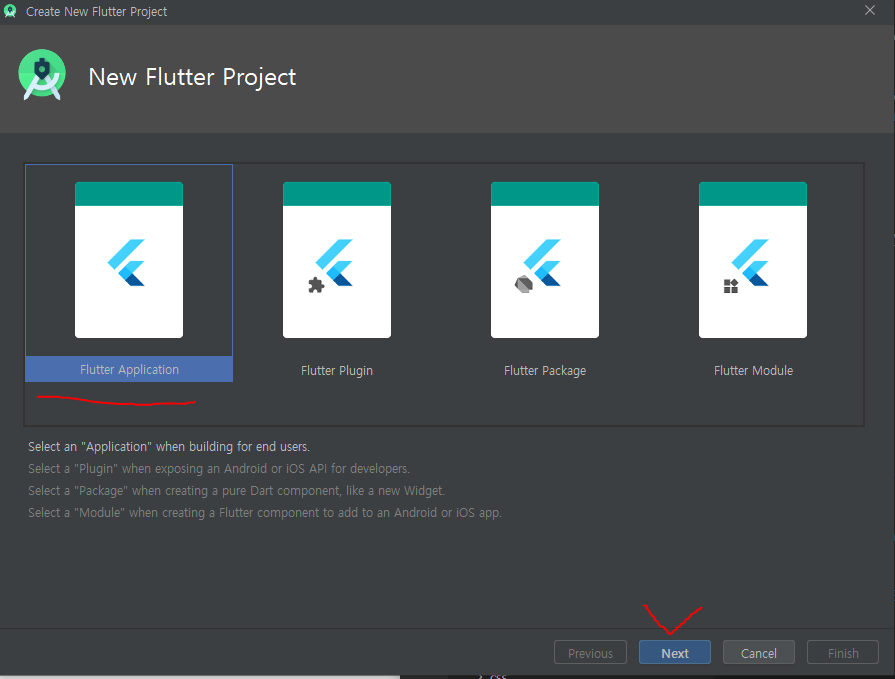 Create New Flutter Project
New Flutter Project
Flutter Application
Flutter Plugin
Flutter Package
Flutter Module
Select an "Application" when building for end users.
Select a "Plugin" when exposing an Android or iOS API for developers.
Select a "Package" when creating a pure Dart component, like a new Widget.
Select a "Module" when creating a Flutter component to add to an Android or iOS app.
Previous
Next
Cancel
Finish